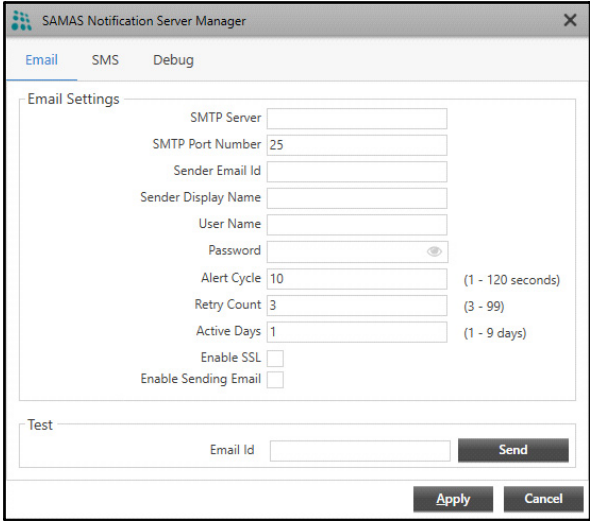 SAMAS Notification Server Manager
Email SMS Debug
Email Settings
SMTP Server
SMTP Port Number 25
Sender Email Id
Sender Display Name
User Name
Password
Alert Cycle 10 (1 - 120 seconds)
Retry Count 3 (3 - 99)
Active Days 1 (1 - 9 days)
Enable SSL
Enable Sending Email
Test
Email Id Send
Apply Cancel